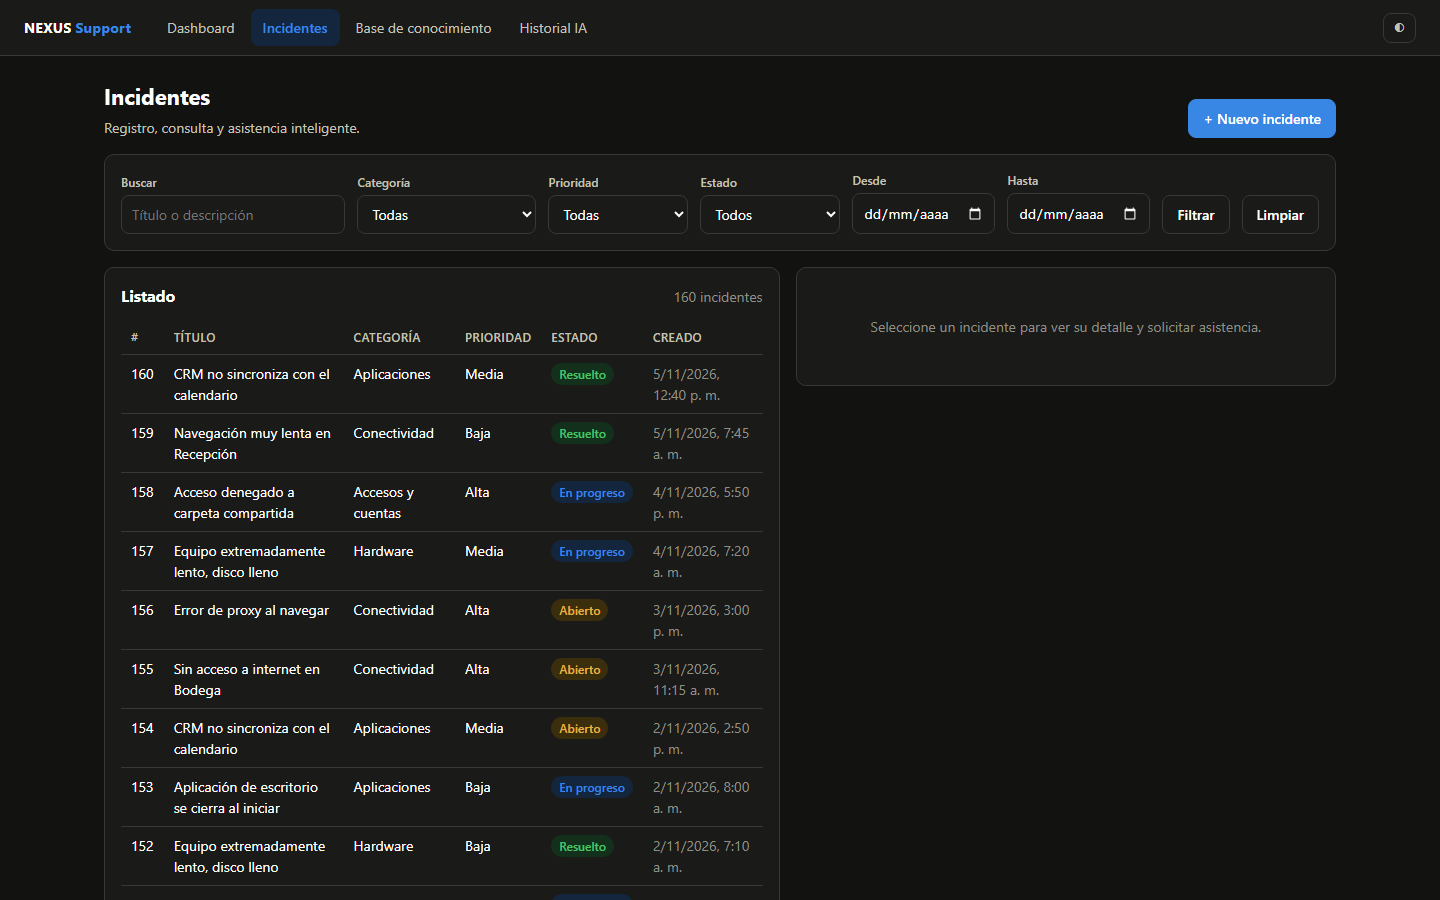 NEXUS Support Dashboard Incidentes Base de conocimiento Historial IA
Incidentes
Registro, consulta y asistencia inteligente.
+ Nuevo incidente
Buscar Categoría Prioridad Estado Desde Hasta
Título o descripción Todas Todas Todos dd/mm/aaaa dd/mm/aaaa Filtrar Limpiar
Listado 160 incidentes
Seleccione un incidente para ver su detalle y solicitar asistencia.
# TÍTULO CATEGORÍA PRIORIDAD ESTADO CREADO
160 CRM no sincroniza con el Aplicaciones Media Resuelto 5/11/2026,
calendario 12:40 p. m.
159 Navegación muy lenta en Conectividad Baja Resuelto 5/11/2026, 7:45
Recepción a. m.
158 Acceso denegado a Accesos y Alta En progreso 4/11/2026, 5:50
carpeta compartida cuentas p. m.
157 Equipo extremadamente Hardware Media En progreso 4/11/2026, 7:20
lento, disco lleno a. m.
156 Error de proxy al navegar Conectividad Alta Abierto 3/11/2026, 3:00
p. m.
155 Sin acceso a internet en Conectividad Alta Abierto 3/11/2026,
Bodega 11:15 a. m.
154 CRM no sincroniza con el Aplicaciones Media Abierto 2/11/2026, 2:50
calendario p. m.
153 Aplicación de escritorio Aplicaciones Baja En progreso 2/11/2026, 8:00
se cierra al iniciar a. m.
152 Equipo extremadamente Hardware Baja Resuelto 2/11/2026, 7:10
lento, disco lleno a. m.